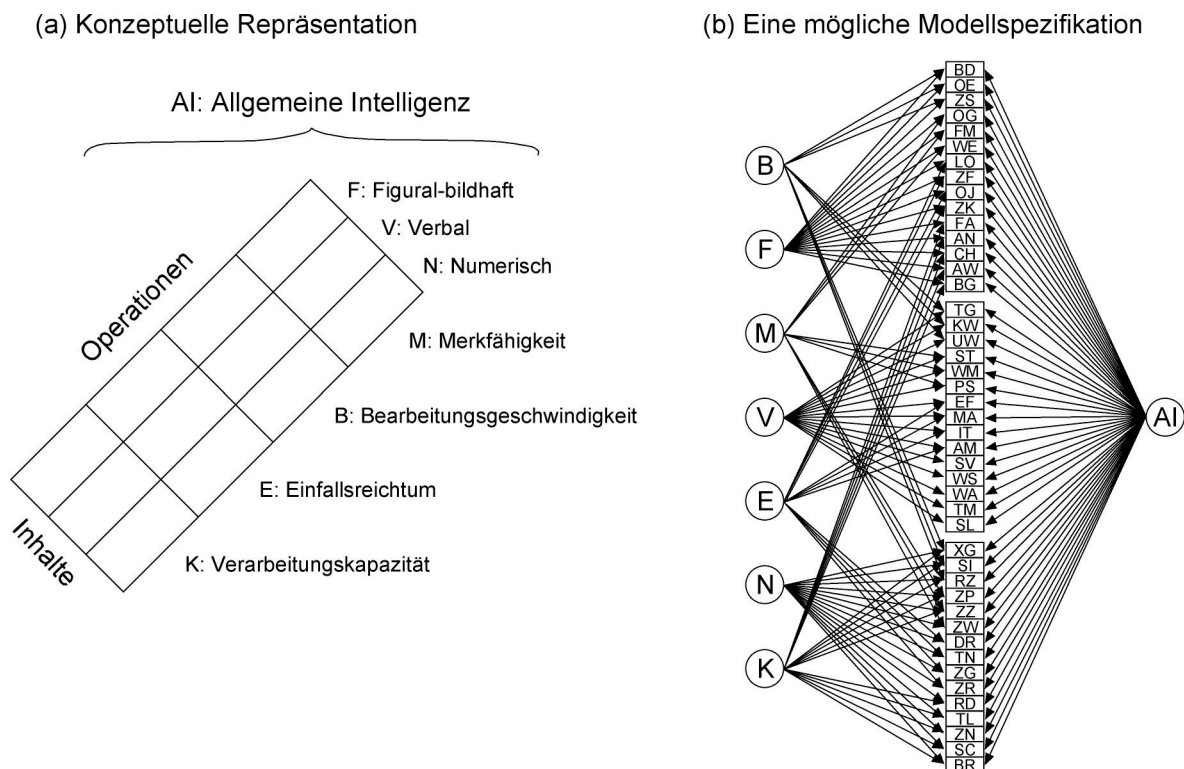 (a) Konzeptuelle Repräsentation
AI: Allgemeine Intelligenz
F: Figural-bildhaft
V: Verbal
N: Numerisch
Operationen
M: Merkfähigkeit
B: Bearbeitungsgeschwindigkeit
E: Einfallsreichtum
Inhalte
K: Verarbeitungskapazität
(b) Eine mögliche Modellspezifikation
B
F
M
V
E
N
K
BD
OE
ZS
OG
FM
WE
LO
ZF
OJ
ZK
FA
AN
CH
AW
BG
TG
KW
UW
ST
WM
PS
EF
MA
IT
AM
SV
WS
WA
TM
SL
XG
SI
RZ
ZP
ZZ
ZW
DR
TN
ZG
ZR
RD
TL
ZN
SC
BR
AI